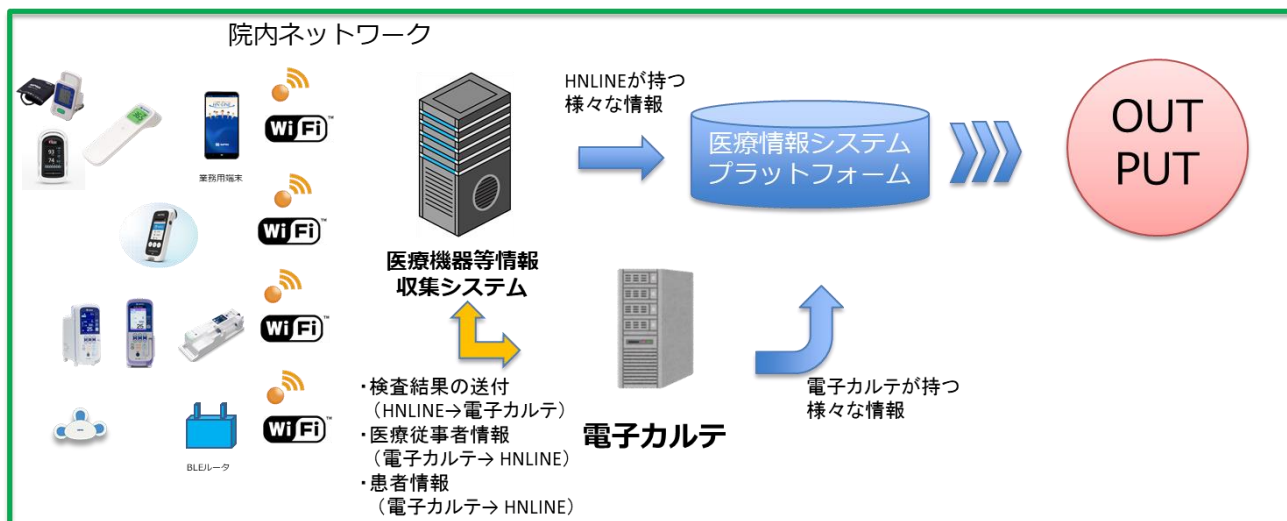 院内ネットワーク
業務用端末
WiFi™
WiFi™
WiFi™
BLEルータ
WiFi™
医療機器等情報
収集システム
HNLINEが持つ
様々な情報
医療情報システム
プラットフォーム
OUT
PUT
・検査結果の送付
(HNLINE→電子カルテ)
・医療従事者情報
(電子カルテ→ HNLINE)
・患者情報
(電子カルテ→ HNLINE)
電子カルテ
電子カルテが持つ
様々な情報